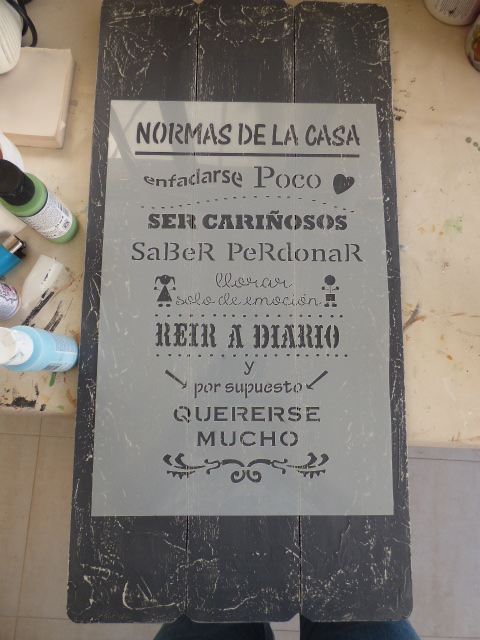 NORMAS DE LA CASA
enfadarse Poco
SER CARIÑOSOS
SaBeR PeRdonaR
llorar
solo de emoción
REIR A DIARIO
y
por supuesto
QUERERSE
MUCHO